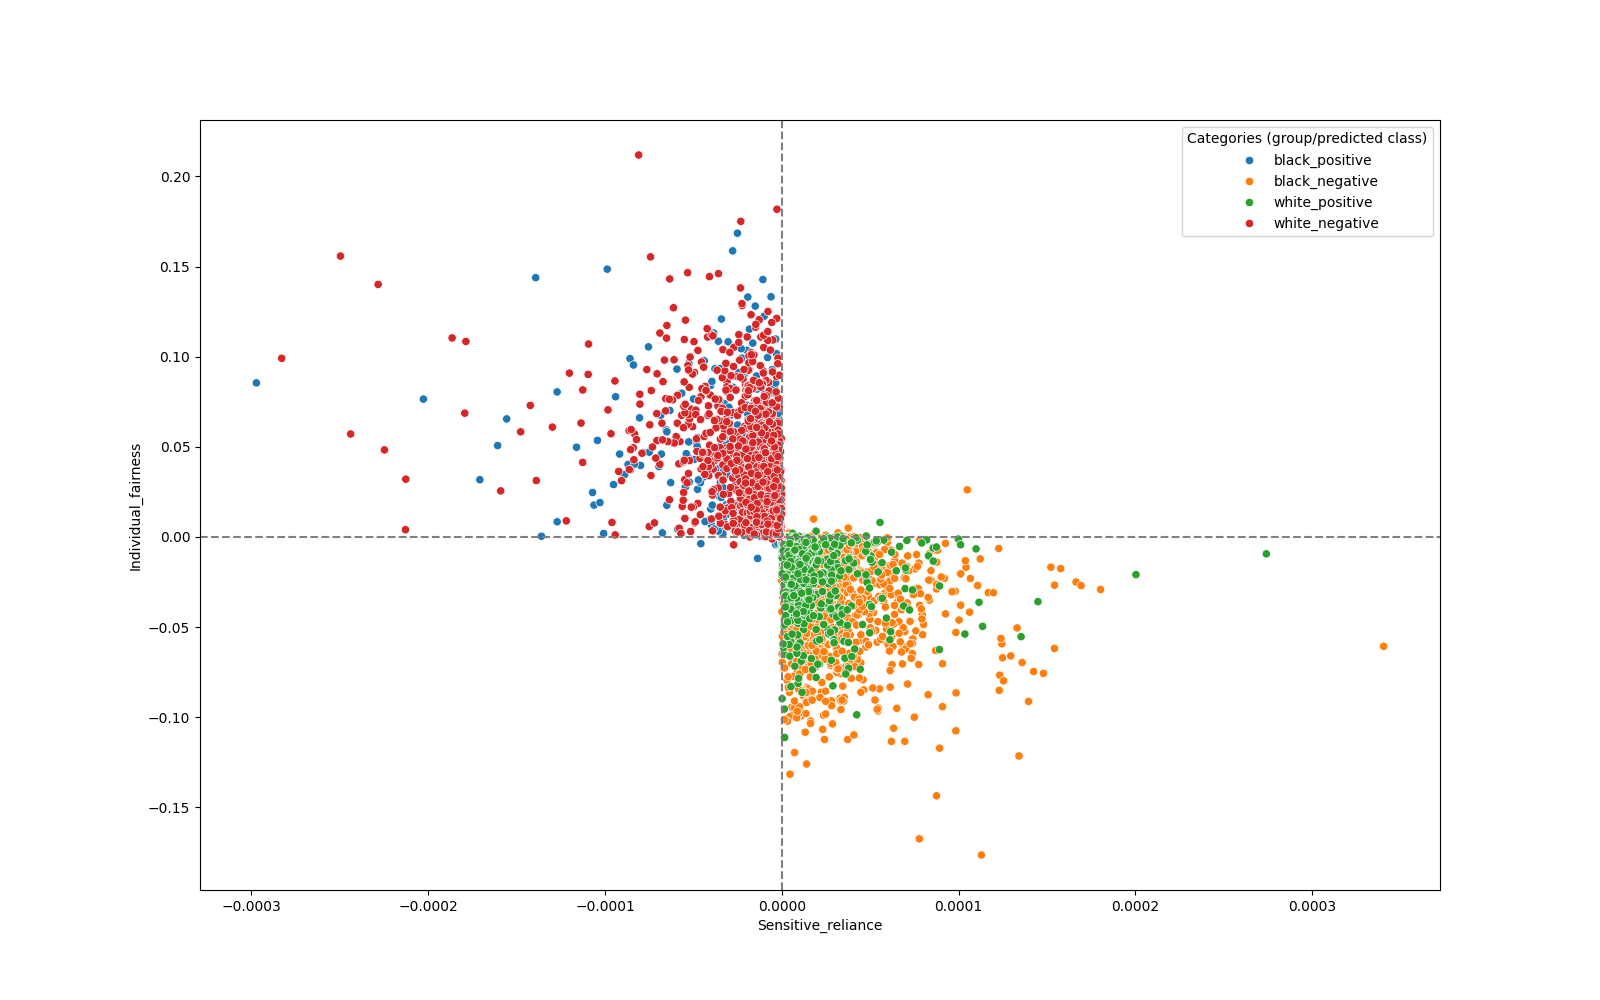 Categories (group/predicted class)
black_positive
black_negative
white_positive
white_negative
0.20
0.15
0.10
0.05
0.00
−0.05
−0.10
−0.15
Individual_fairness
−0.0003
−0.0002
−0.0001
0.0000
0.0001
0.0002
0.0003
Sensitive_reliance